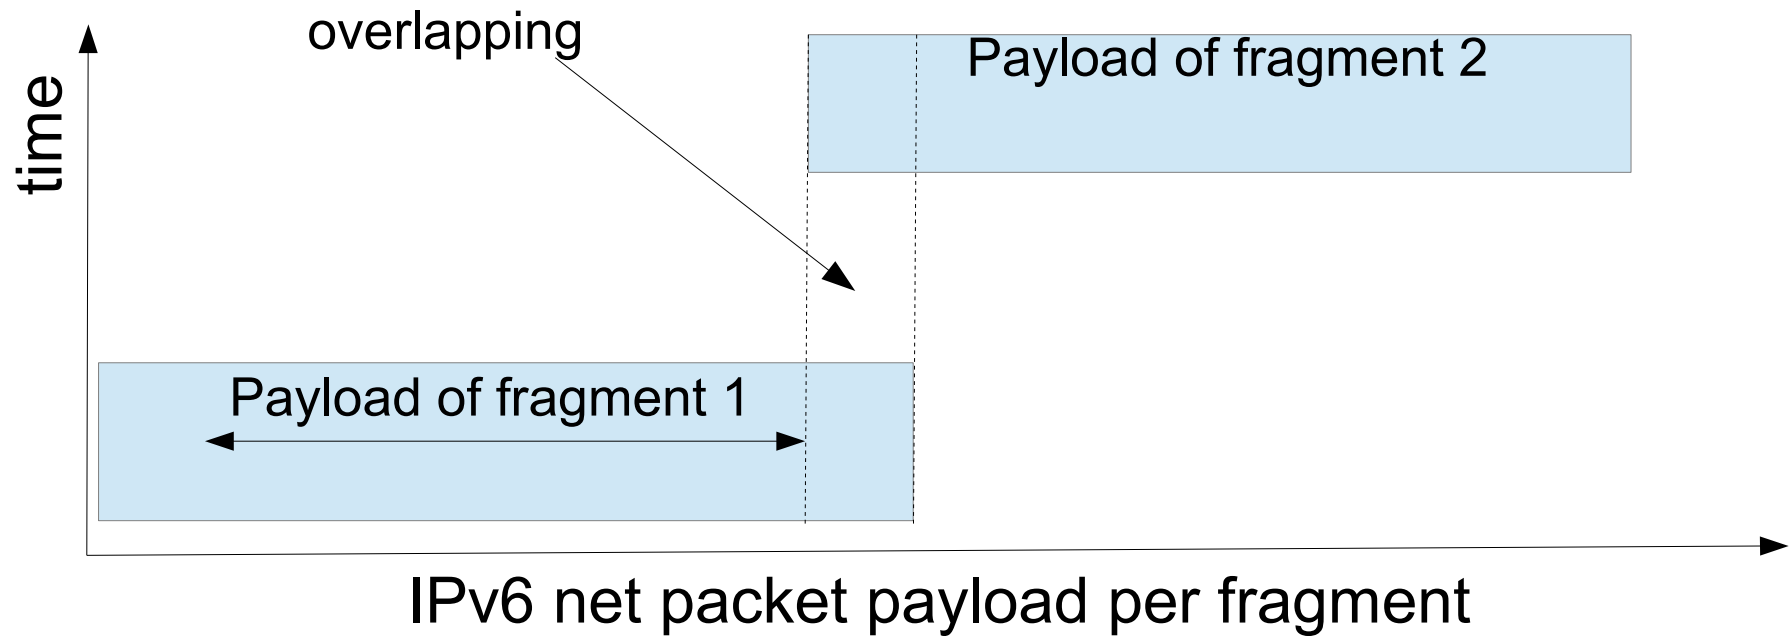 overlapping
Payload of fragment 2
time
Payload of fragment 1
IPv6 net packet payload per fragment